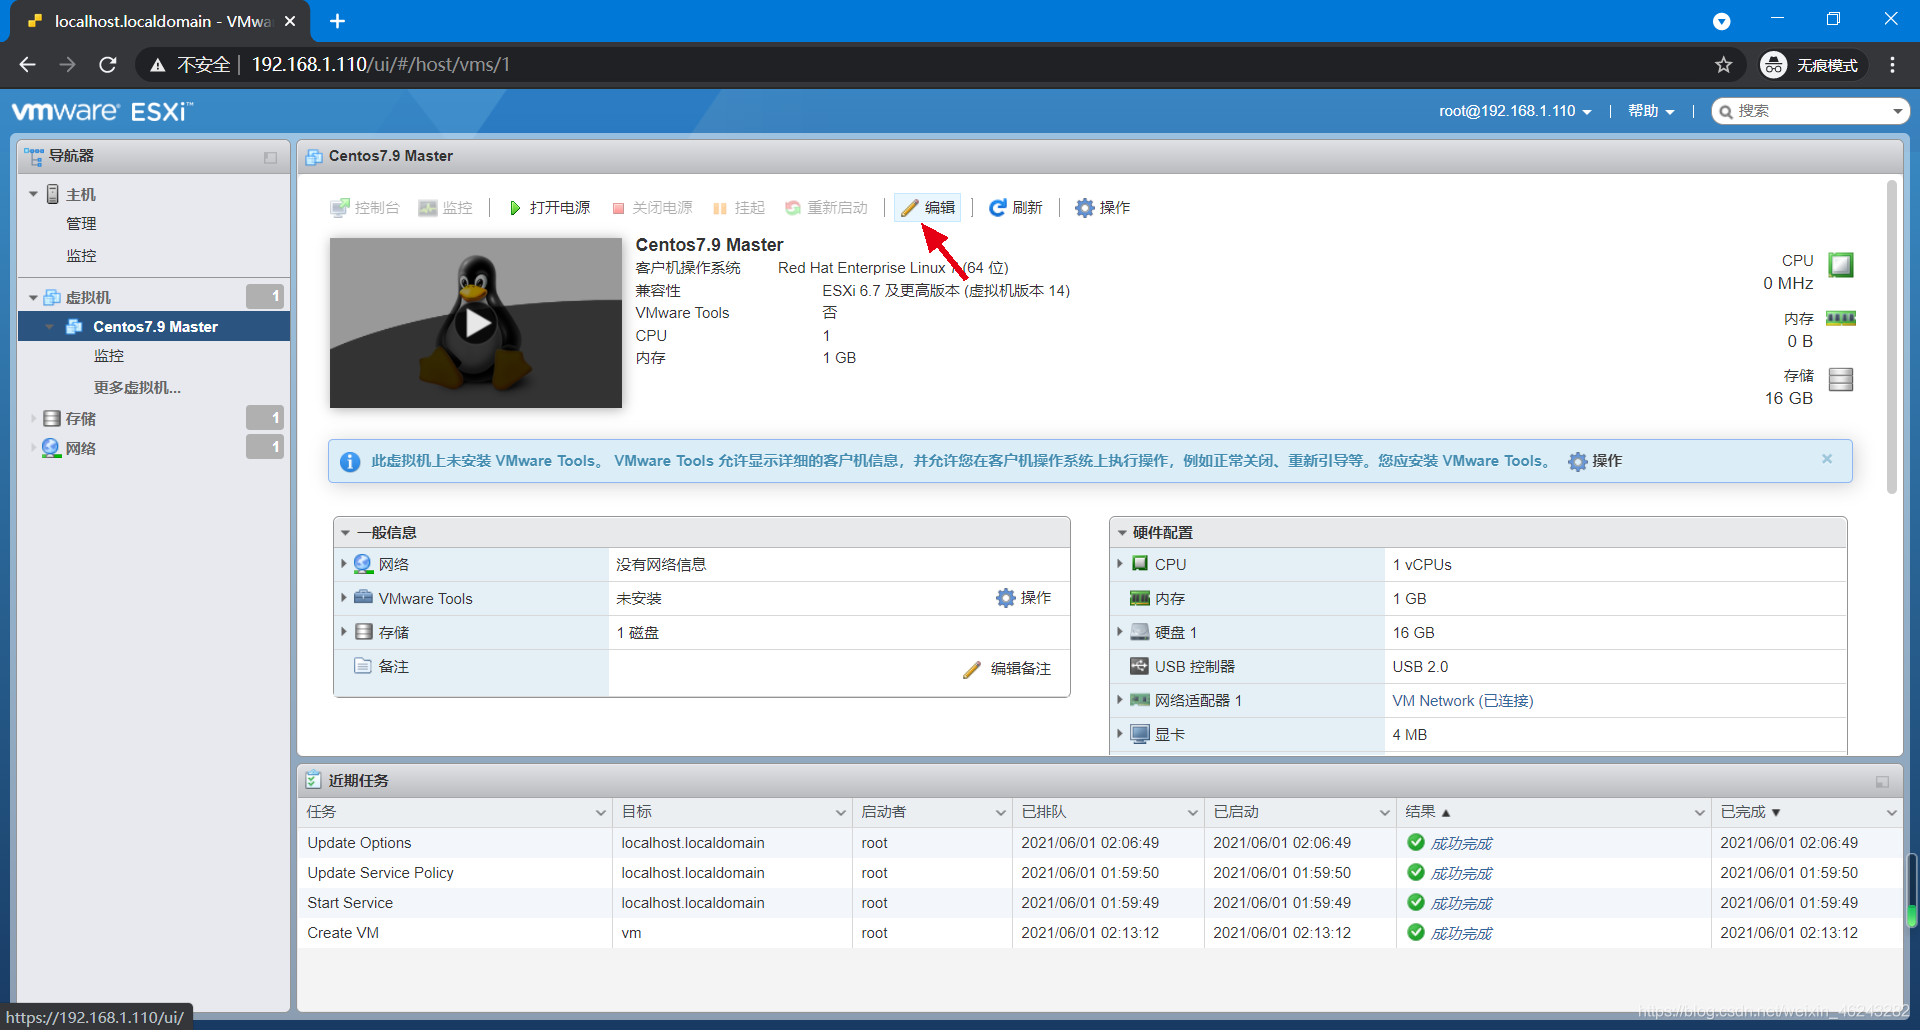 localhost.localdomain - VMwa
不安全 | 192.168.1.110/ui/#/host/vms/1
无痕模式
vmware ESXi™
root@192.168.1.110 | 帮助 | 搜索
导航器
主机
管理
监控
虚拟机 1
Centos7.9 Master
监控
更多虚拟机...
存储 1
网络 1
Centos7.9 Master
控制台 监控 | 打开电源 关闭电源 挂起 重新启动 | 编辑 | 刷新 | 操作
Centos7.9 Master
客户机操作系统 Red Hat Enterprise Linux (64 位)
兼容性 ESXi 6.7 及更高版本 (虚拟机版本 14)
VMware Tools 否
CPU 1
内存 1 GB
CPU
0 MHz
内存
0 B
存储
16 GB
此虚拟机上未安装 VMware Tools。 VMware Tools 允许显示详细的客户机信息，并允许您在客户机操作系统上执行操作，例如正常关闭、重新引导等。您应安装 VMware Tools。 操作
一般信息
网络 没有网络信息
VMware Tools 未安装 操作
存储 1 磁盘
备注 编辑备注
硬件配置
CPU 1 vCPUs
内存 1 GB
硬盘 1 16 GB
USB 控制器 USB 2.0
网络适配器 1 VM Network (已连接)
显卡 4 MB
近期任务
任务 目标 启动者 已排队 已启动 结果 ▲ 已完成 ▼
Update Options localhost.localdomain root 2021/06/01 02:06:49 2021/06/01 02:06:49 成功完成 2021/06/01 02:06:49
Update Service Policy localhost.localdomain root 2021/06/01 01:59:50 2021/06/01 01:59:50 成功完成 2021/06/01 01:59:50
Start Service localhost.localdomain root 2021/06/01 01:59:49 2021/06/01 01:59:49 成功完成 2021/06/01 01:59:49
Create VM vm root 2021/06/01 02:13:12 2021/06/01 02:13:12 成功完成 2021/06/01 02:13:12
https://192.168.1.110/ui/
https://blog.csdn.net/weixin_46243282